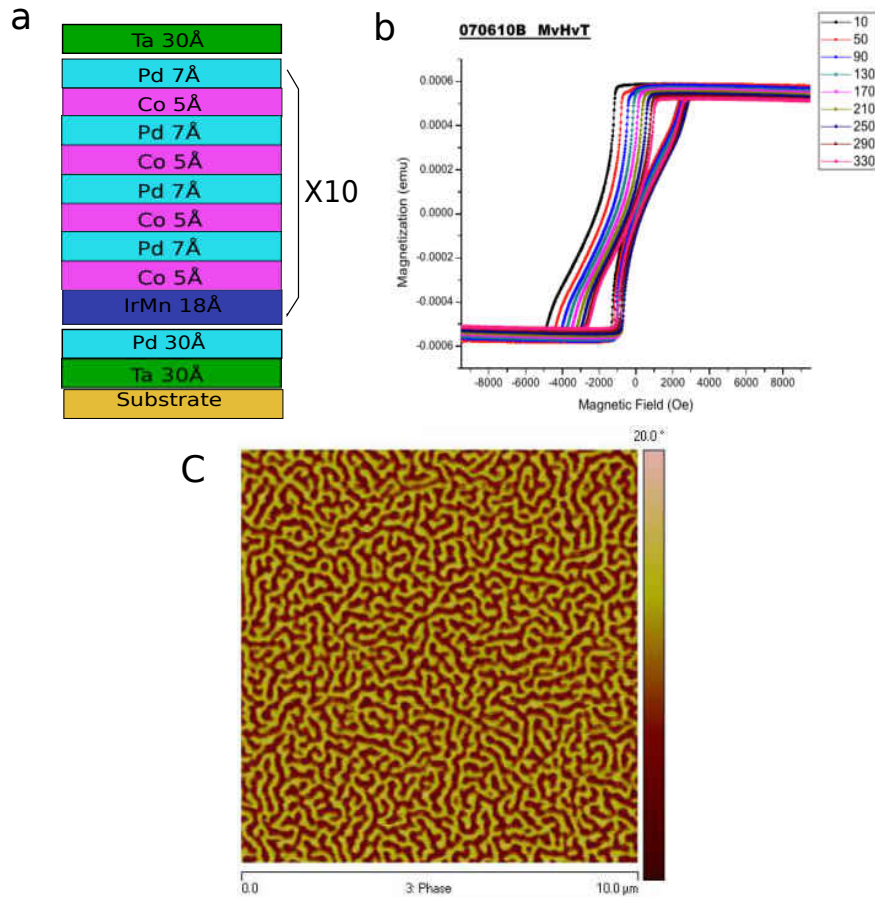 a
Ta 30Å
Pd 7Å
Co 5Å
Pd 7Å
Co 5Å
Pd 7Å
Co 5Å
Pd 7Å
Co 5Å
IrMn 18Å
Pd 30Å
Ta 30Å
Substrate
X10
b
070610B MvHvT
10
50
90
130
170
210
250
290
330
0.0006
0.0004
0.0002
0.0000
-0.0002
-0.0004
-0.0006
Magnetization (emu)
-8000 -6000 -4000 -2000 0 2000 4000 6000 8000
Magnetic Field (Oe)
C
20.0 °
0.0 3: Phase 10.0 µm